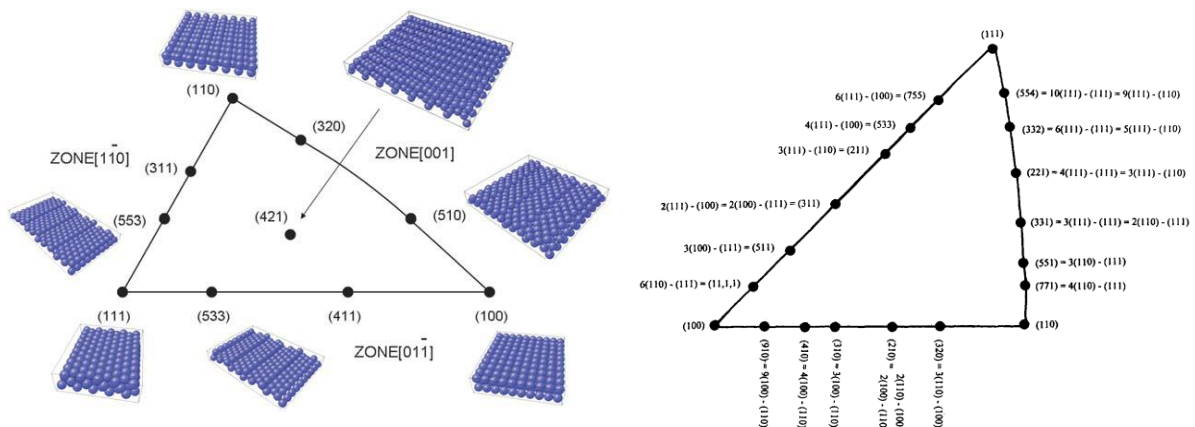 (110)
(320)
ZONE[001]
ZONE[11̄0]
(311)
(553)
(421)
(510)
(111)
(533)
(411)
(100)
ZONE[011̄]
(111)
6(111) - (100) = (755)
(554) = 10(111) - (111) = 9(111) - (110)
4(111) - (100) = (533)
(332) = 6(111) - (111) = 5(111) - (110)
3(111) - (110) = (211)
(221) = 4(111) - (111) = 3(111) - (110)
2(111) - (100) = 2(100) - (111) = (311)
(331) = 3(111) - (111) = 2(110) - (111)
3(100) - (111) = (511)
(551) = 3(110) - (111)
6(110) - (111) = (11,1,1)
(771) = 4(110) - (111)
(100)
(110)
(910) = 9(100) - (110)
(410) = 4(100) - (110)
(310) = 3(100) - (110)
(210) =
2(110) - (100)
2(100) - (110)
(320) = 3(110) - (100)